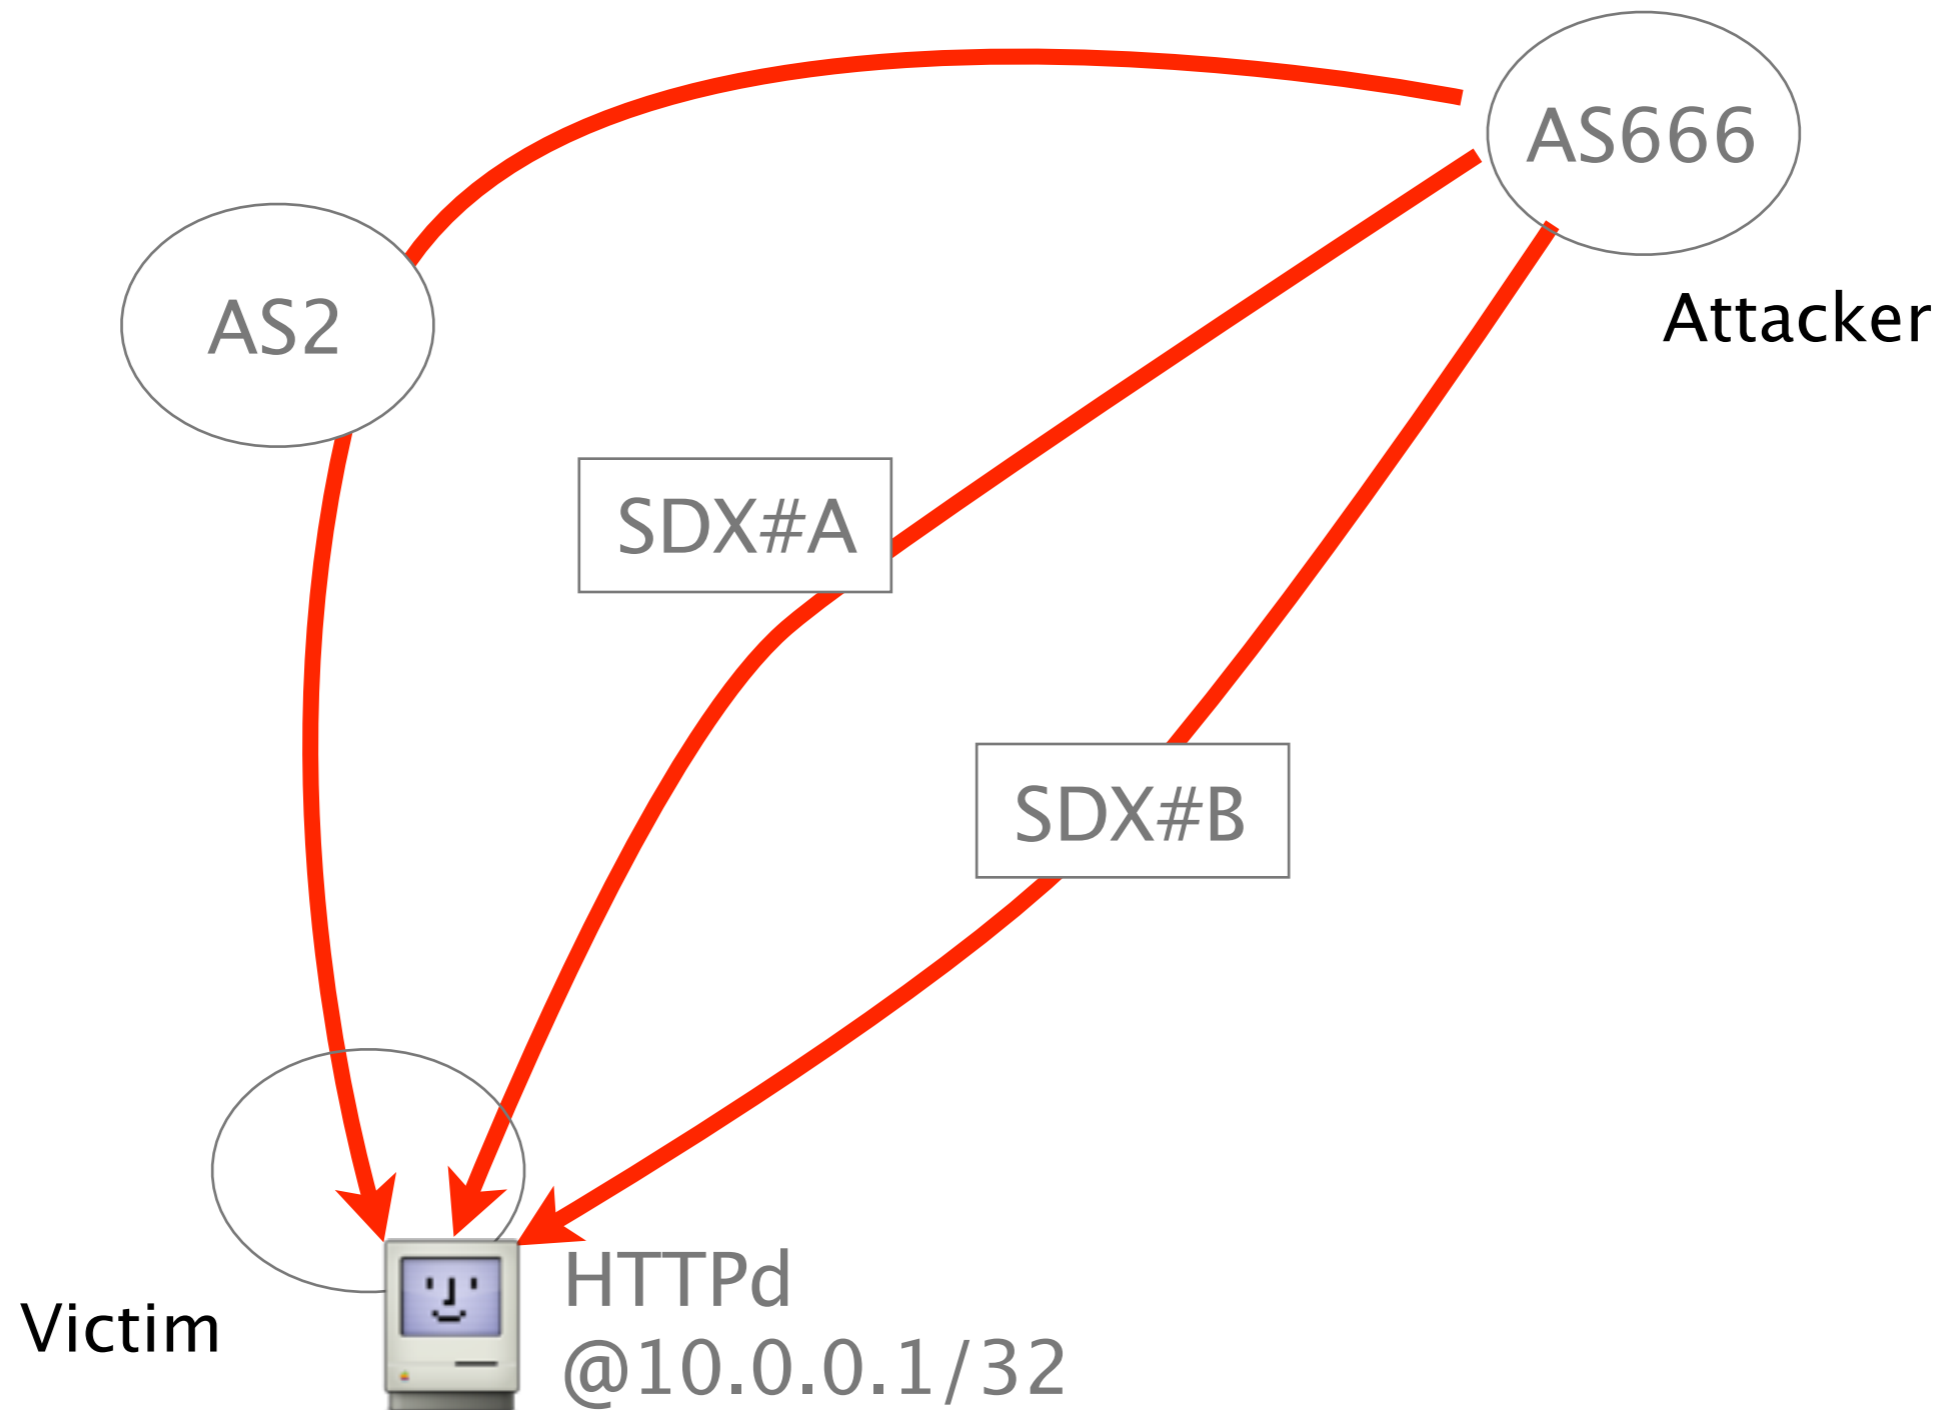 AS666
AS2
Attacker
SDX#A
SDX#B
HTTPd
Victim
@10.0.0.1/32